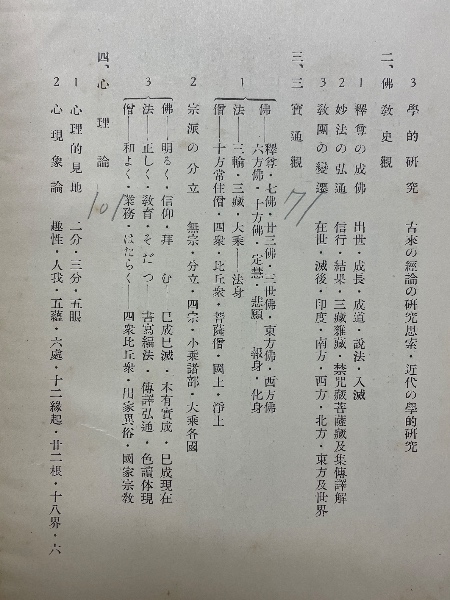 3 學的研究 古來の經論の研究思索・近代の學的研究
二、佛敎史觀
1 釋尊の成佛 出世・成長・成道・說法・入滅
2 妙法の弘通 信行・結果・三藏雜藏・禁咒藏菩薩藏及集傳譯解
3 敎團の變遷 在世・滅後・印度・南方・西方・北方・東方及世界
三、三寶通觀
71
1
佛――釋尊・七佛・廿三佛・三世佛・東方佛・西方佛
六方佛・十方佛・定慧・悲願――報身・化身
法――三輪・三藏・大乘――法身
僧――十方常住僧・四衆・比丘衆・菩薩僧・國土・淨土
2 宗派の分立 無宗・分立・四宗・小乘諸部・大乘各國
3
佛――明るく・信仰・拜む 已成已滅・本有實成・已成現在
法――正しく・敎育・そだつ 書寫編法・傳譯弘通・色讀体現
僧――和よく・業務・はたらく――四衆比丘衆・出家異俗・國家宗敎
101
四、心理論
1 心理的見地 二分・三分・五眼
2 心現象論 趣性・人我・五蘊・六處・十二緣起・廿二根・十八界・六